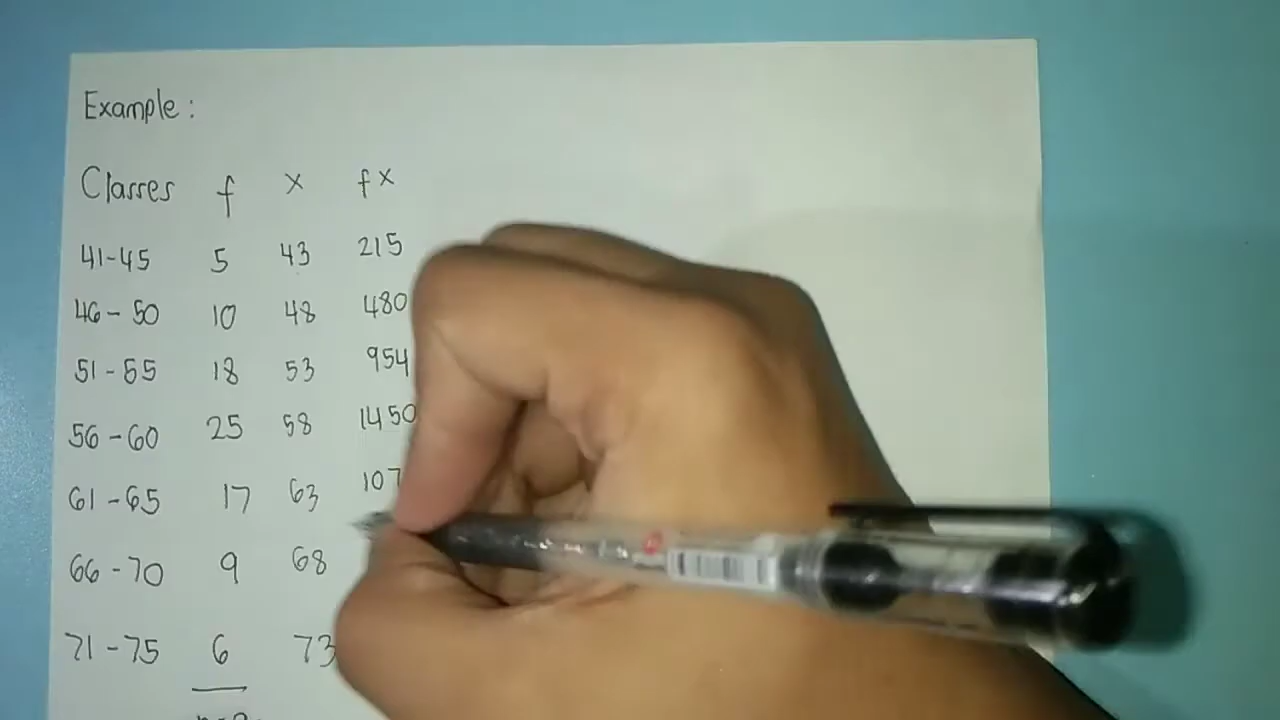 Example:
Classes f x fx
41-45 5 43 215
46-50 10 48 480
51-55 18 53 954
56-60 25 58 1450
61-65 17 63 107
66-70 9 68
71-75 6 73